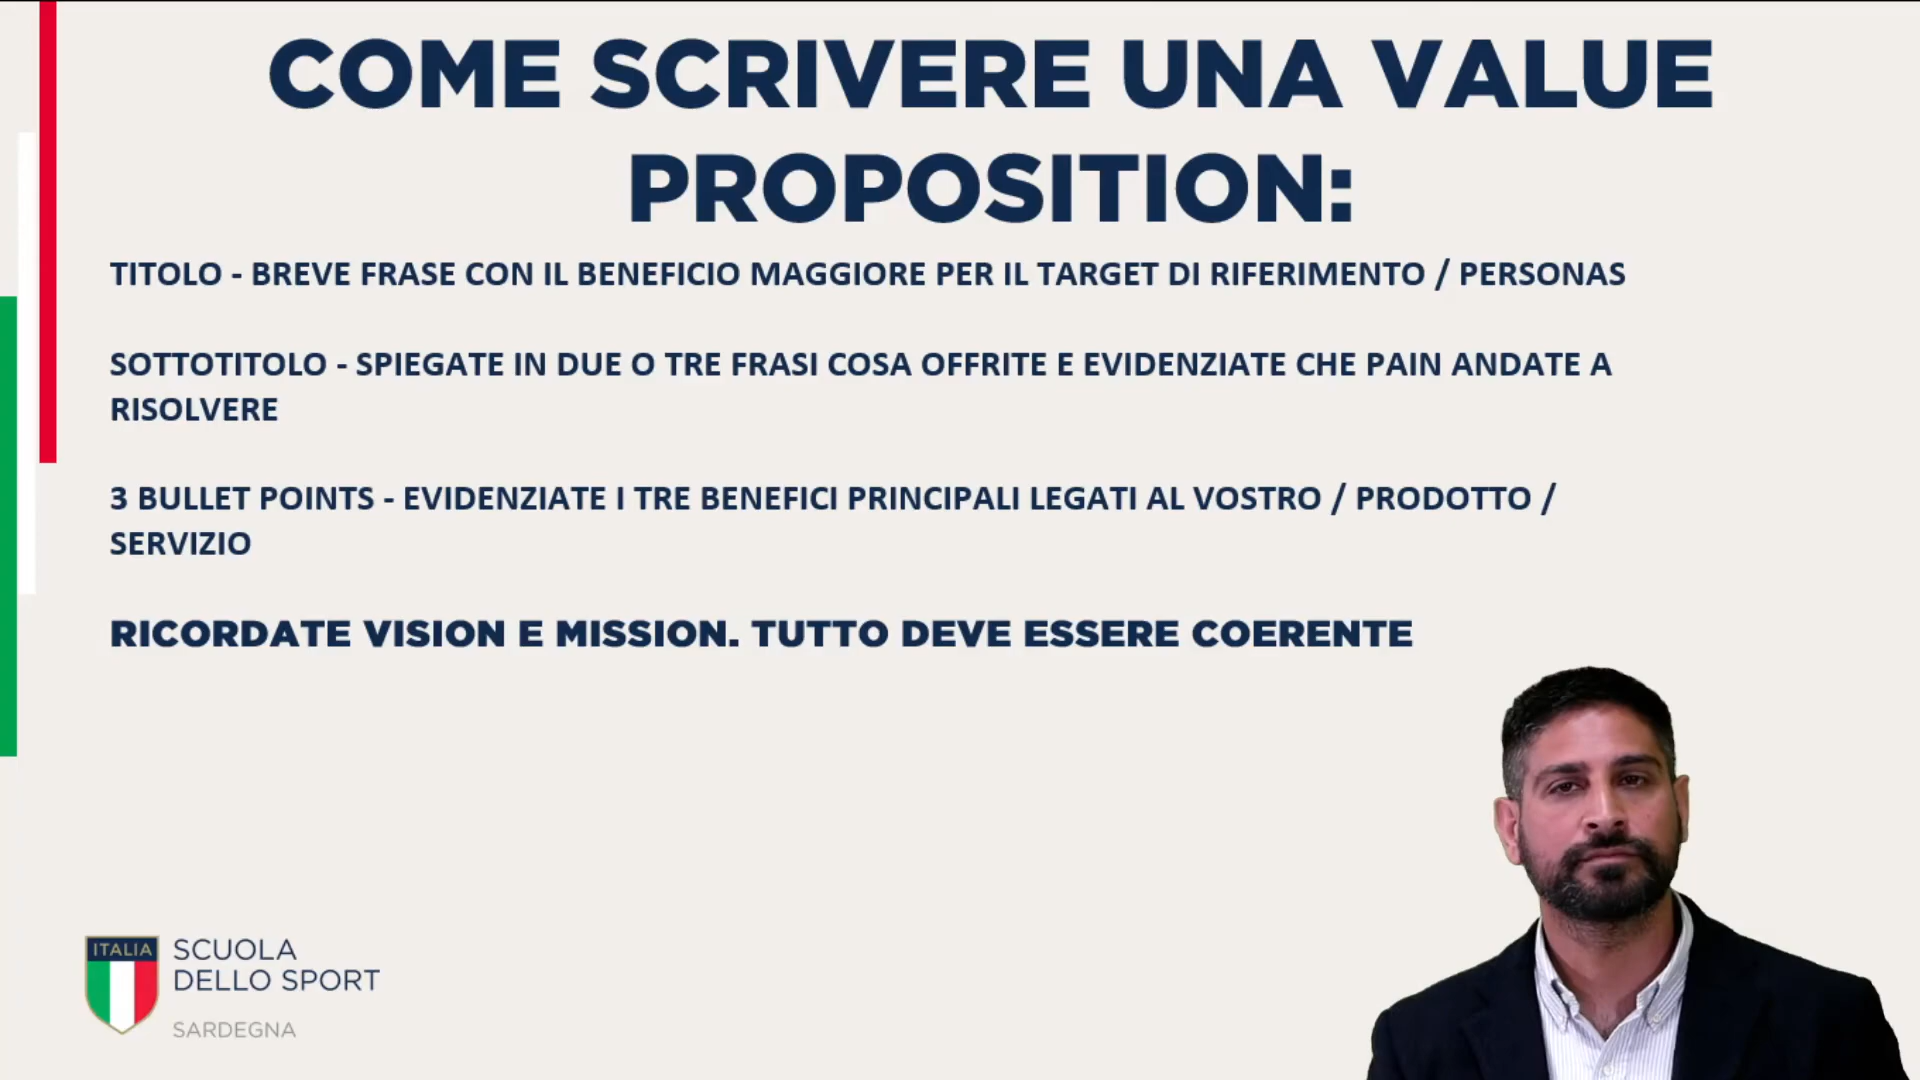 COME SCRIVERE UNA VALUE
PROPOSITION:
TITOLO - BREVE FRASE CON IL BENEFICIO MAGGIORE PER IL TARGET DI RIFERIMENTO / PERSONAS
SOTTOTITOLO - SPIEGATE IN DUE O TRE FRASI COSA OFFRITE E EVIDENZIATE CHE PAIN ANDATE A
RISOLVERE
3 BULLET POINTS - EVIDENZIATE I TRE BENEFICI PRINCIPALI LEGATI AL VOSTRO / PRODOTTO /
SERVIZIO
RICORDATE VISION E MISSION. TUTTO DEVE ESSERE COERENTE
ITALIA
SCUOLA
DELLO SPORT
SARDEGNA